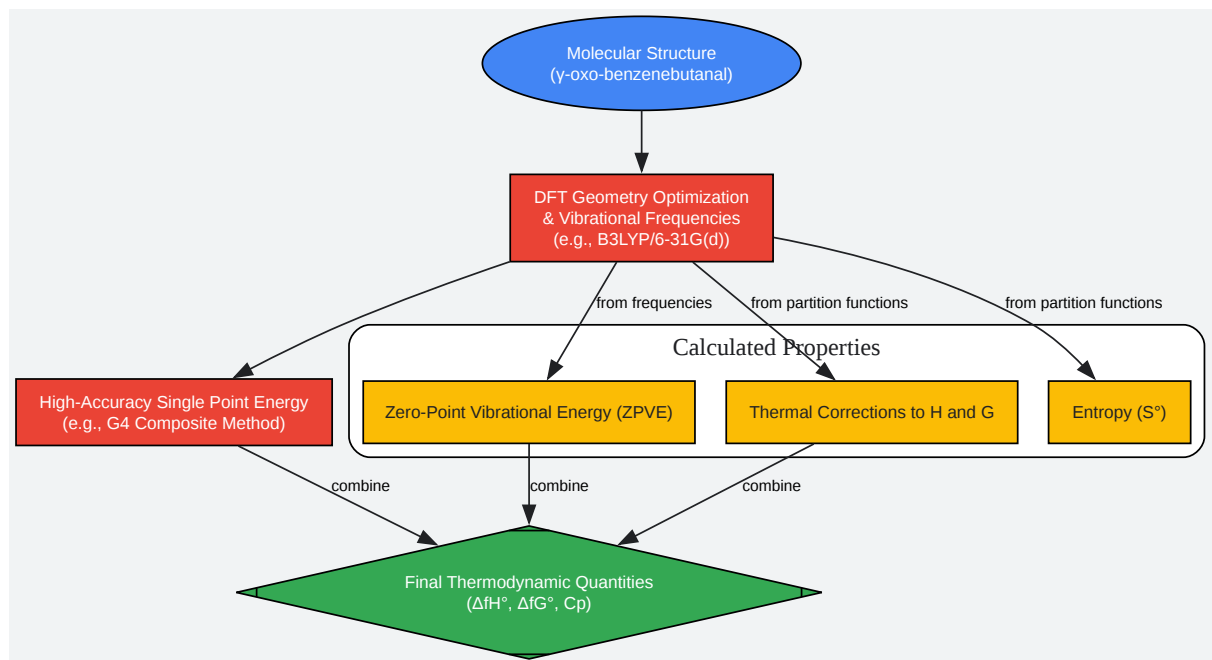 Molecular Structure
(γ-oxo-benzenebutanal)
DFT Geometry Optimization
& Vibrational Frequencies
(e.g., B3LYP/6-31G(d))
from frequencies
from partition functions
from partition functions
Calculated Properties
High-Accuracy Single Point Energy
(e.g., G4 Composite Method)
Zero-Point Vibrational Energy (ZPVE)
Thermal Corrections to H and G
Entropy (S°)
combine
combine
combine
Final Thermodynamic Quantities
(ΔfH°, ΔfG°, Cp)